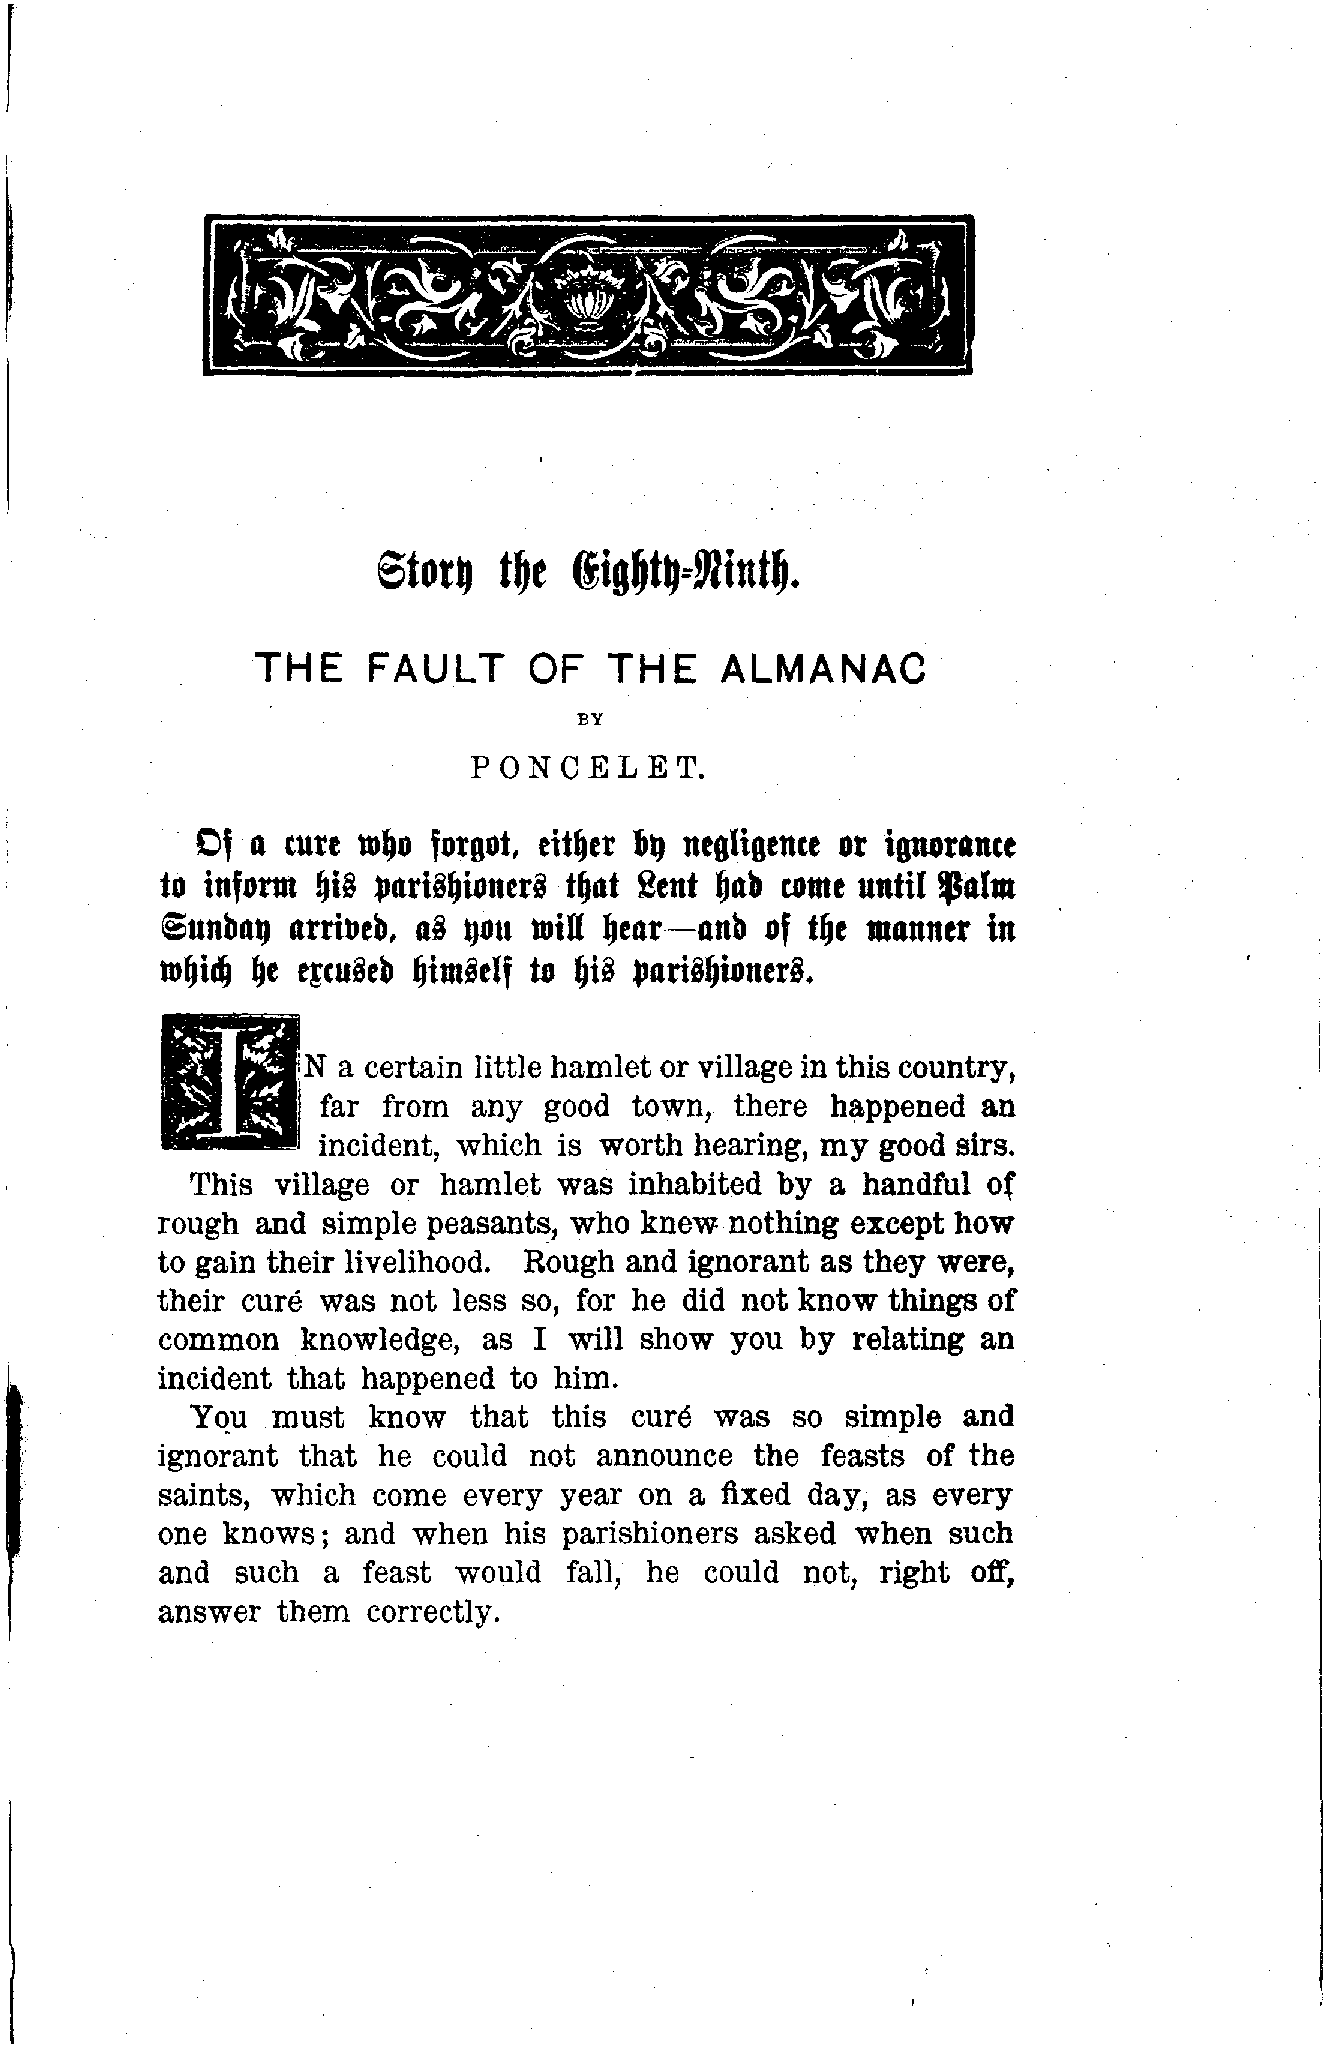 Story the Eighty-Ninth.
THE FAULT OF THE ALMANAC
BY
PONCELET.
Of a cure who forgot, either by negligence or ignorance
to inform his parishioners that Lent had come until Palm
Sunday arrived, as you will hear—and of the manner in
which he excused himself to his parishioners.
IN a certain little hamlet or village in this country,
far from any good town, there happened an
incident, which is worth hearing, my good sirs.
This village or hamlet was inhabited by a handful of
rough and simple peasants, who knew nothing except how
to gain their livelihood. Rough and ignorant as they were,
their curé was not less so, for he did not know things of
common knowledge, as I will show you by relating an
incident that happened to him.
You must know that this curé was so simple and
ignorant that he could not announce the feasts of the
saints, which come every year on a fixed day, as every
one knows; and when his parishioners asked when such
and such a feast would fall, he could not, right off,
answer them correctly.